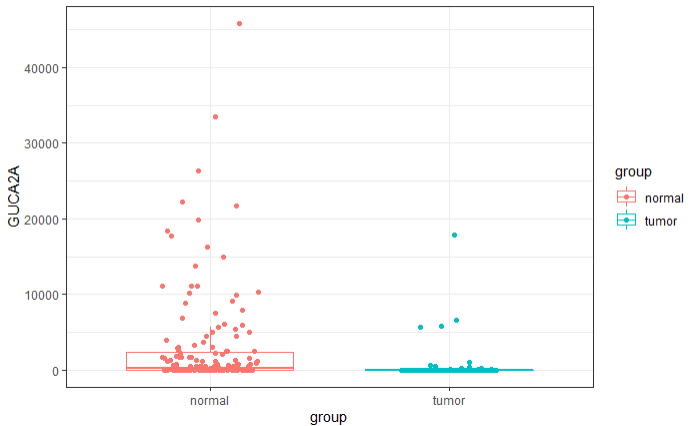 GUCA2A
40000
30000
20000
10000
0
normal
tumor
group
group
normal
tumor